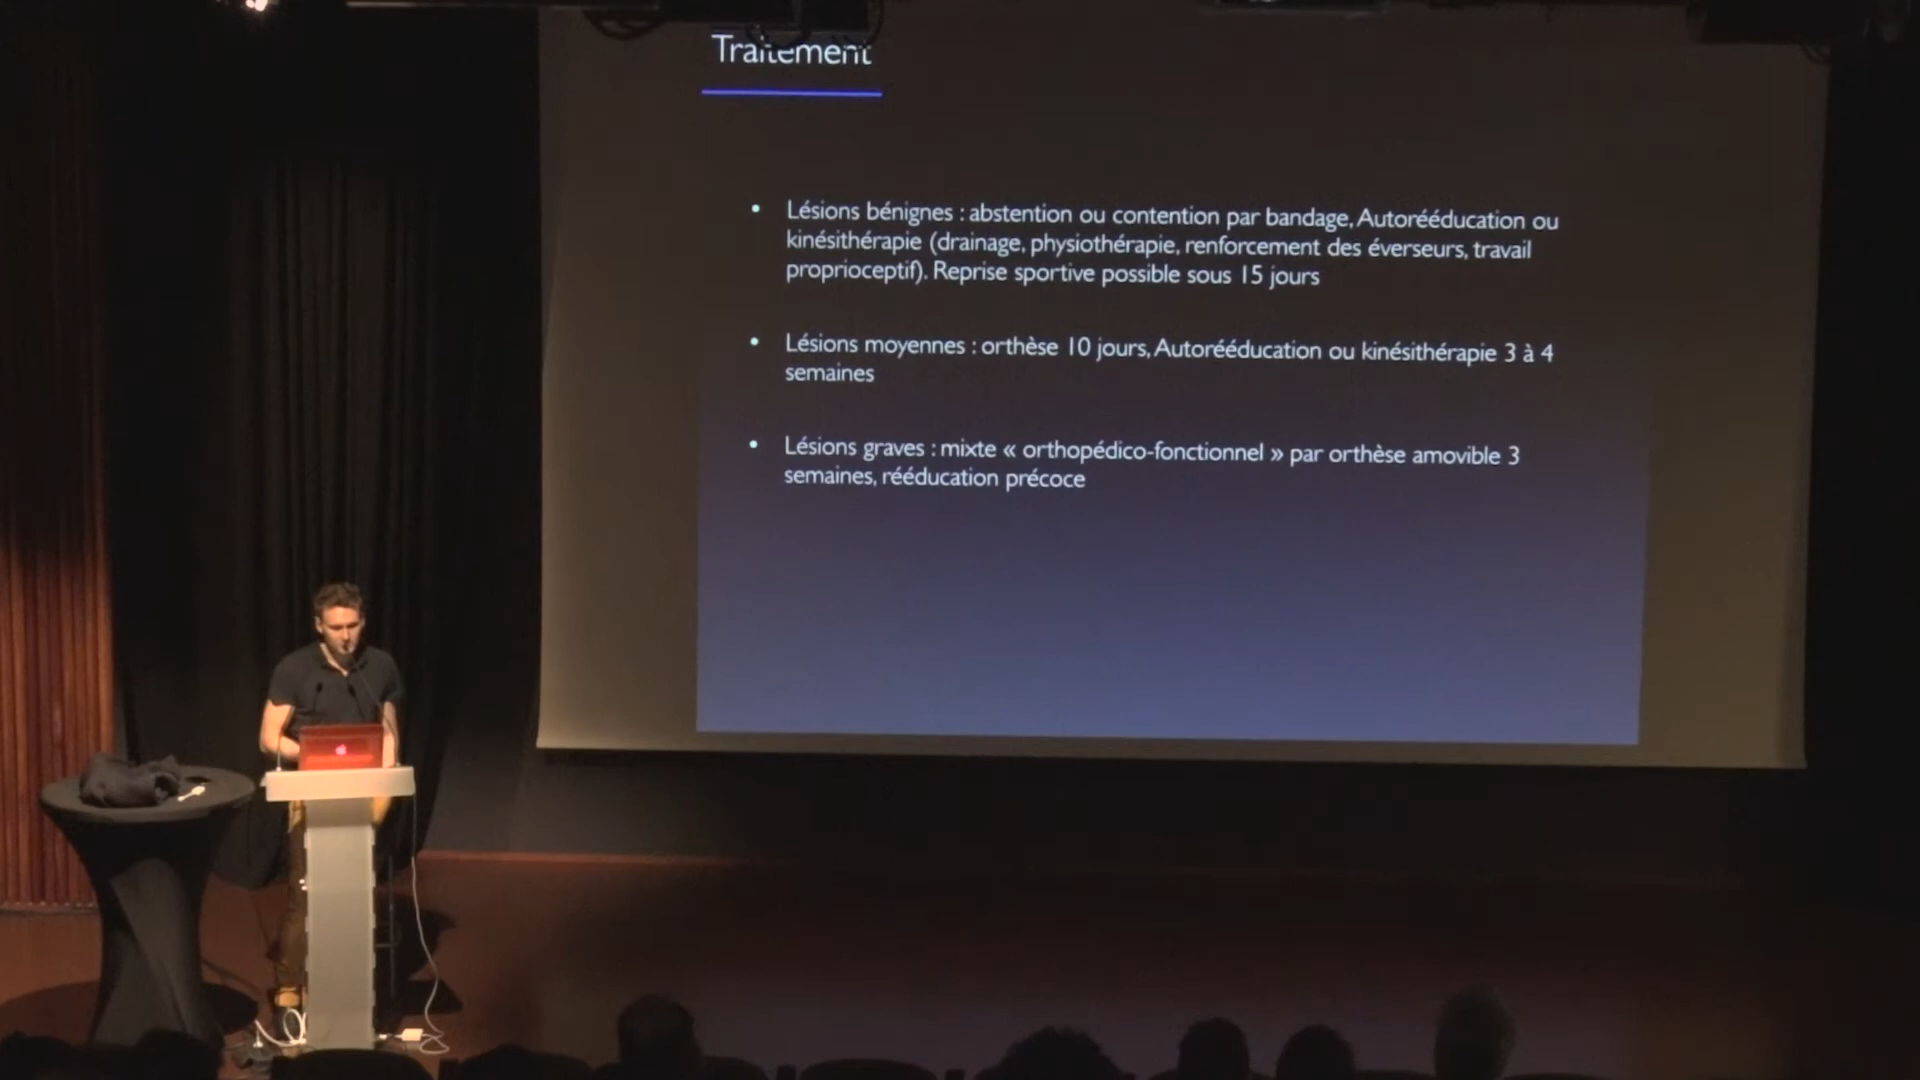 Traitement
• Lésions bénignes : abstention ou contention par bandage, Autorééducation ou
kinésithérapie (drainage, physiothérapie, renforcement des éverseurs, travail
proprioceptif). Reprise sportive possible sous 15 jours
• Lésions moyennes : orthèse 10 jours, Autorééducation ou kinésithérapie 3 à 4
semaines
• Lésions graves : mixte « orthopédico-fonctionnel » par orthèse amovible 3
semaines, rééducation précoce